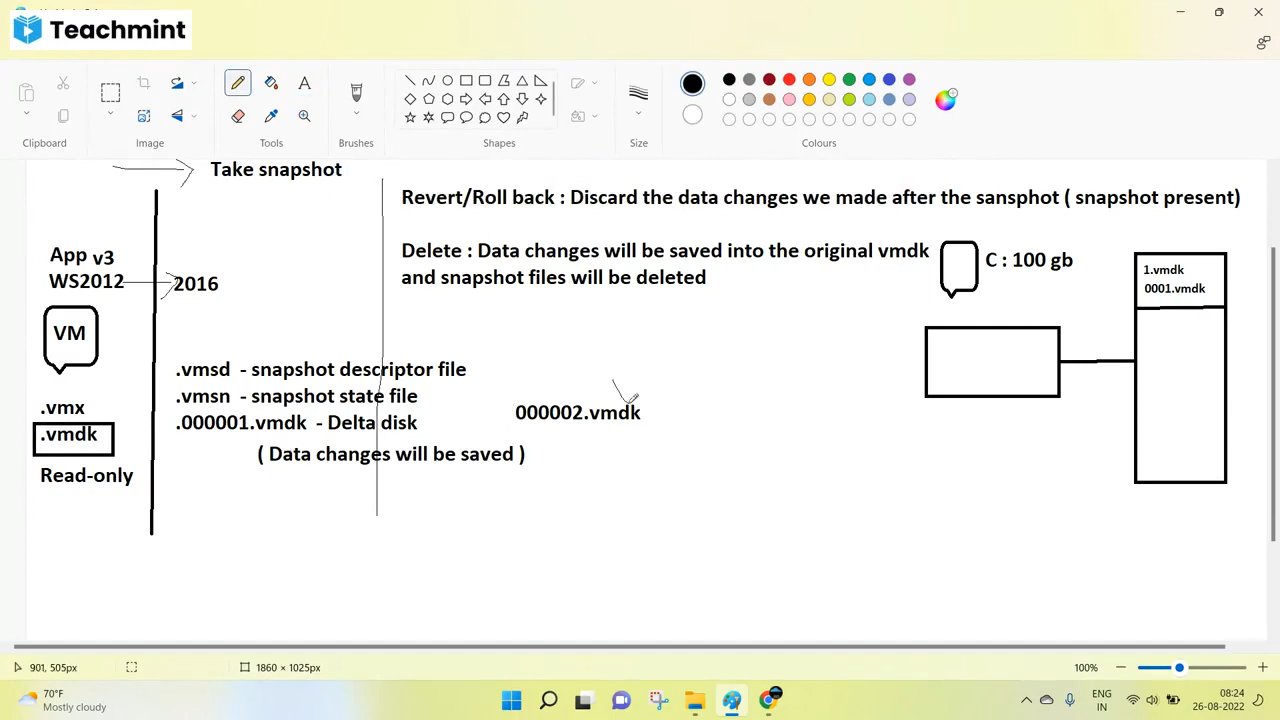 Teachmint
Clipboard
Image
Tools
Brushes
Shapes
Size
Colours
Take snapshot
Revert/Roll back : Discard the data changes we made after the sansphot ( snapshot present)
App v3
WS2012
2016
Delete : Data changes will be saved into the original vmdk
and snapshot files will be deleted
C : 100 gb
1.vmdk
0001.vmdk
VM
.vmsd - snapshot descriptor file
.vmsn - snapshot state file
.000001.vmdk - Delta disk
( Data changes will be saved )
000002.vmdk
.vmx
.vmdk
Read-only
901, 505px
1860 × 1025px
100%
70°F
Mostly cloudy
ENG
IN
08:24
26-08-2022